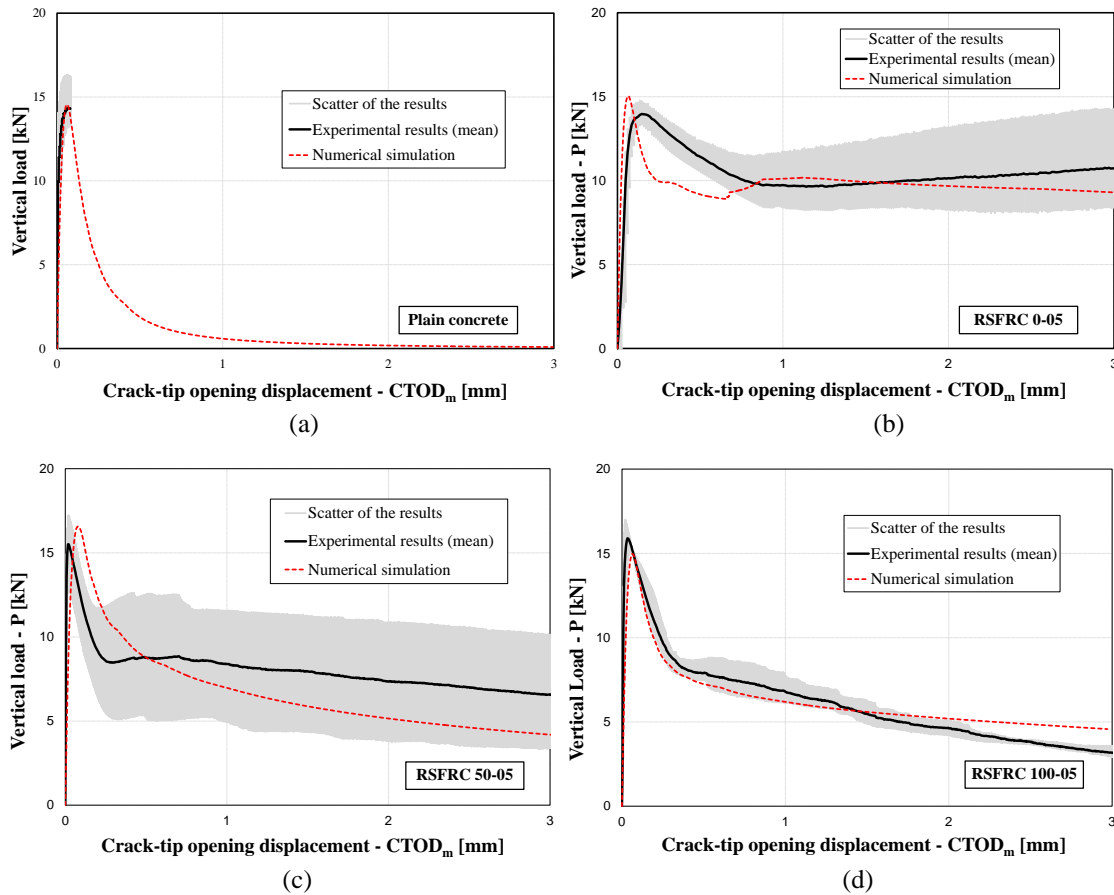 20
15
10
5
0
0
1
2
3
Vertical load [kN]
Scatter of the results
Experimental results (mean)
Numerical simulation
Plain concrete
Crack-tip opening displacement - CTODm [mm]
(a)
20
15
10
5
0
0
1
2
3
Vertical load - P [kN]
Scatter of the results
Experimental results (mean)
Numerical simulation
RSFRC 0-05
Crack-tip opening displacement - CTODm [mm]
(b)
20
15
10
5
0
0
1
2
3
Vertical load - P [kN]
Scatter of the results
Experimental results (mean)
Numerical simulation
RSFRC 50-05
Crack-tip opening displacement - CTODm [mm]
(c)
20
15
10
5
0
0
1
2
3
Vertical Load - P [kN]
Scatter of the results
Experimental results (mean)
Numerical simulation
RSFRC 100-05
Crack-tip opening displacement - CTODm [mm]
(d)